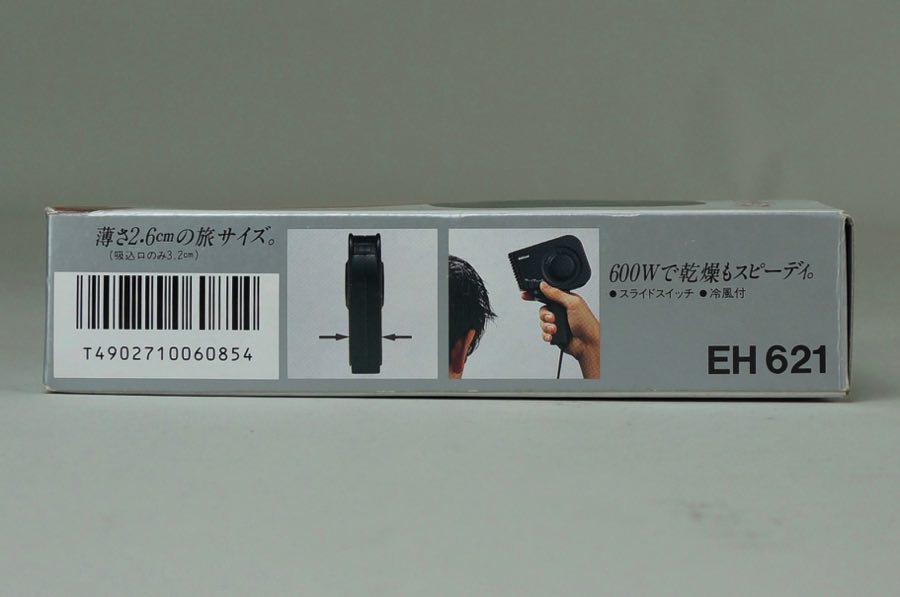 薄さ2.6cmの旅サイズ。
(吸込口のみ3.2cm)
T4902710060854
600Wで乾燥もスピーディ。
●スライドスイッチ ●冷風付
EH 621